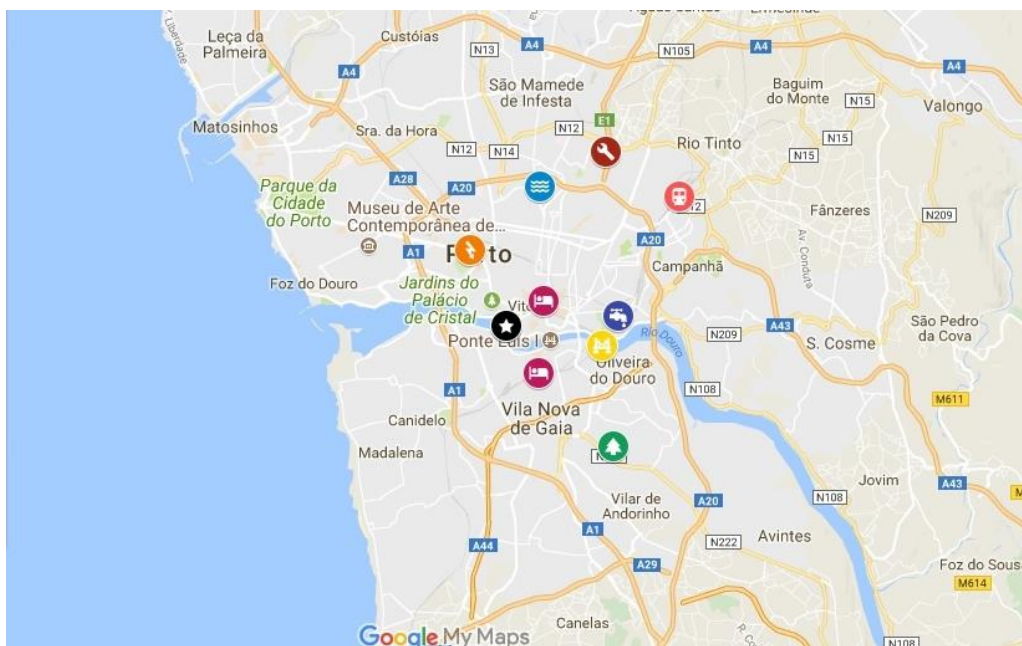 Leça da
Palmeira
Custóias
A4
N13
N105
A4
A4
A4
São Mamede
de Infesta
Baguim
do Monte
N15
Valongo
Matosinhos
Sra. da Hora
N12
E1
N12
N14
Rio Tinto
N15
N15
A28
A20
Parque da
Cidade
do Porto
Museu de Arte
Contemporânea de...
Fânzeres
N209
A20
A1
Foz do Douro
Campanhã
Av. Conduta
Jardins do
Palácio
de Cristal
Ponte Luís I
Rio Douro
N209
A43
São Pedro
da Cova
S. Cosme
Oliveira
do Douro
N108
A1
M611
Canidelo
Vila Nova
de Gaia
Madalena
Jovim
A43
N108
Vilar de
Andorinho
A20
A1
Avintes
N222
A44
A29
Foz do Sous
M614
Canelas
N108
Google My Maps